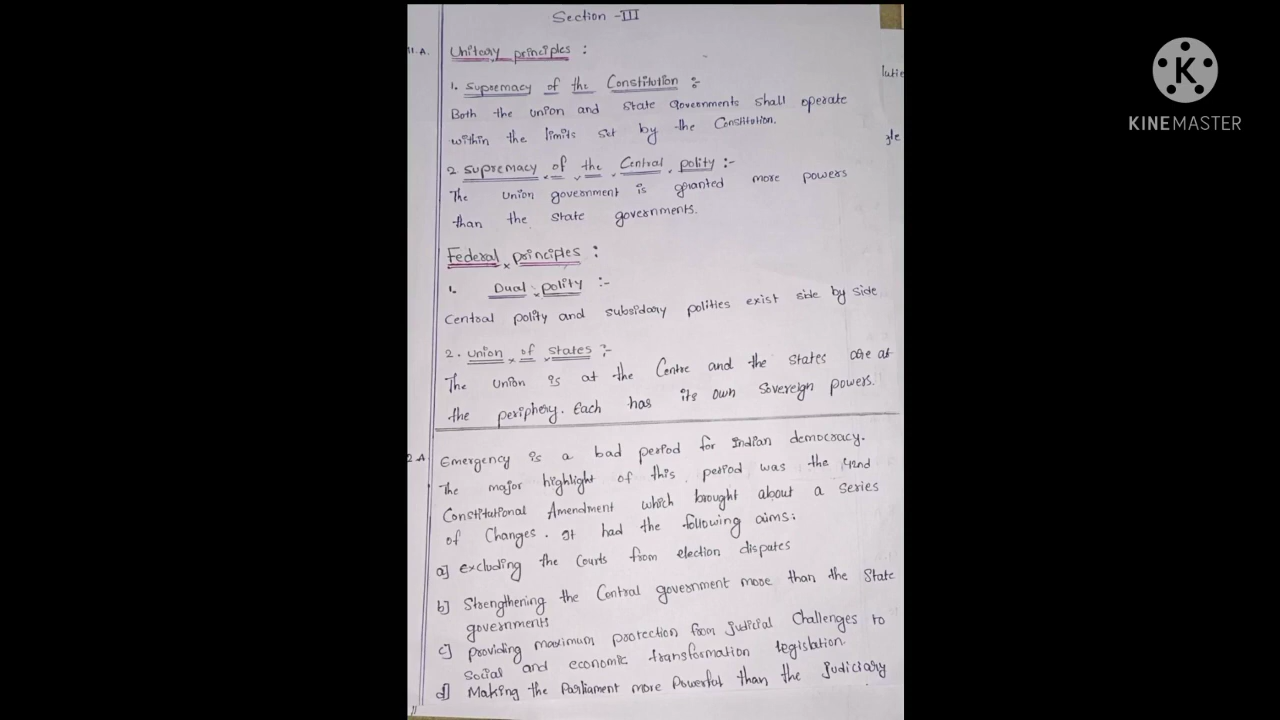 Section -III
11.A. Unitary principles :
1. Supremacy of the Constitution :-
Both the union and state Governments shall operate
within the limits set by the Constitution.
2. Supremacy of the Central polity :-
The union government is granted more powers
than the state governments.
Federal principles :
1. Dual polity :-
Central polity and subsidary polities exist side by side
2. Union of states :-
The union is at the Centre and the states are at
the periphery. Each has its own sovereign powers.
2.A Emergency is a bad period for Indian democracy.
The major highlight of this period was the 42nd
Constitutional Amendment which brought about a series
of Changes. It had the following aims:
a] Excluding the Courts from election disputes
b] Strengthening the Central government more than the State
governments
c] Providing maximum protection from judicial Challenges to
Social and economic transformation legislation.
d] Making the Parliament more Powerful than the judiciary
K
KINEMASTER